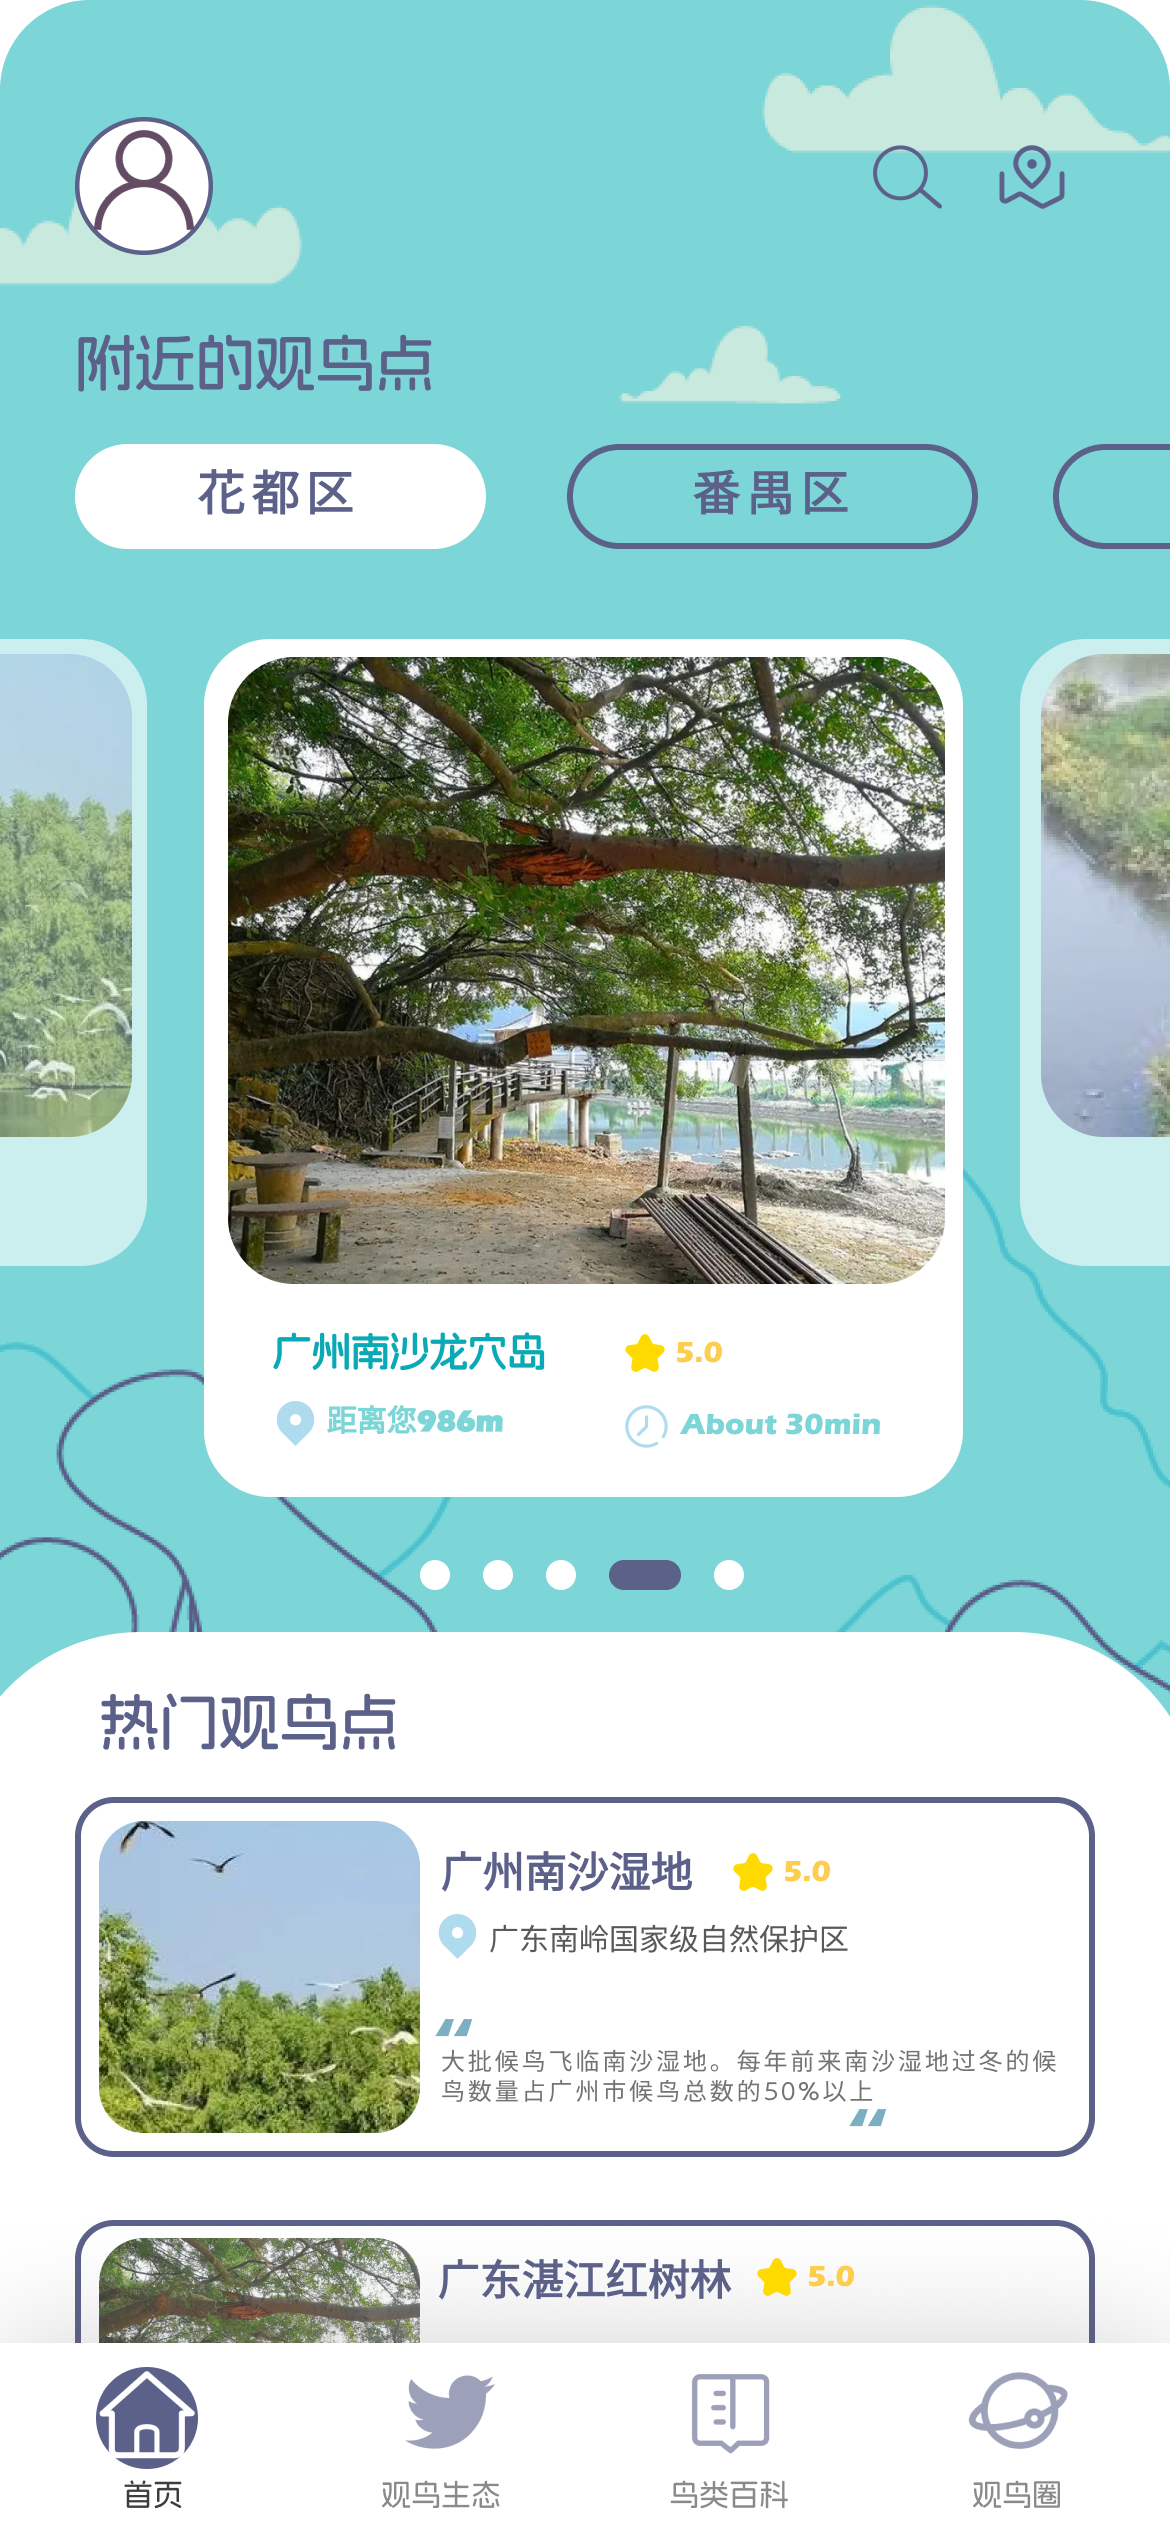 附近的观鸟点
花都区
番禺区
广州南沙龙穴岛
5.0
距离您986m
About 30min
热门观鸟点
广州南沙湿地
5.0
广东南岭国家级自然保护区
大批候鸟飞临南沙湿地。每年前来南沙湿地过冬的候
鸟数量占广州市候鸟总数的50%以上
广东湛江红树林
5.0
首页
观鸟生态
鸟类百科
观鸟圈